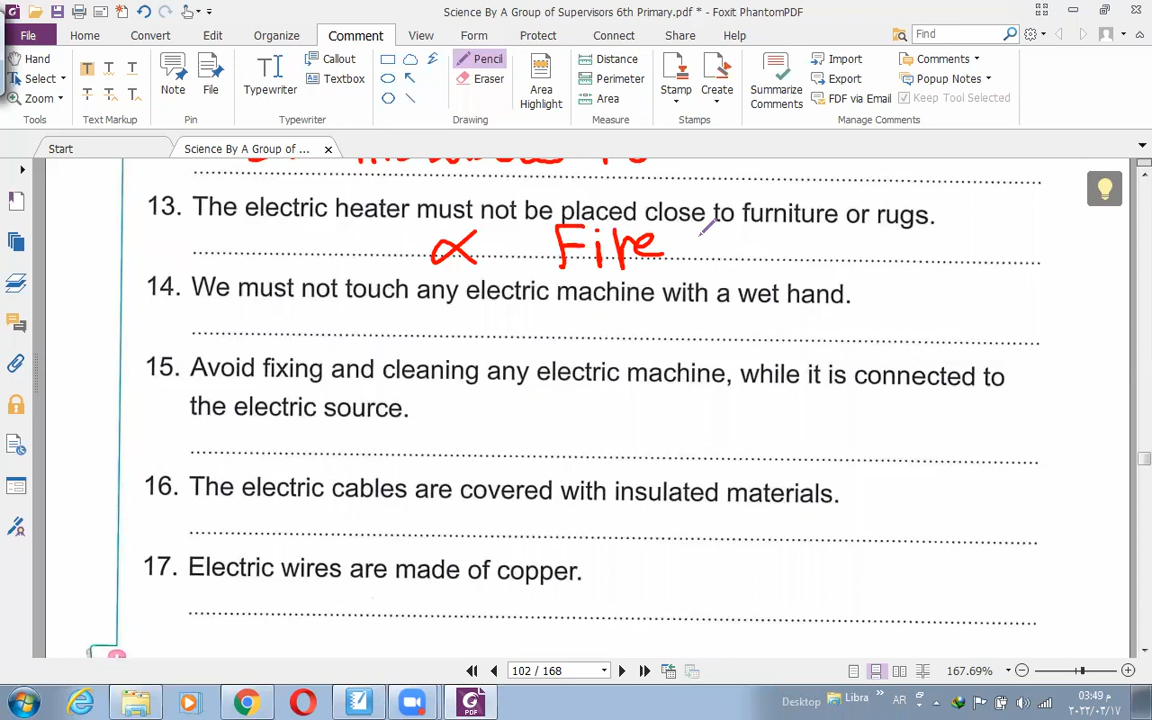 Science By A Group of Supervisors 6th Primary.pdf * - Foxit PhantomPDF
File Home Convert Edit Organize Comment View Form Protect Connect Share Help Find
Hand Select Zoom
Tools
Text Markup
Note File
Pin
Typewriter Callout Textbox
Typewriter
Pencil Eraser
Drawing
Area Highlight
Distance Perimeter Area
Measure
Stamp Create
Stamps
Summarize Comments Import Export FDF via Email Comments Popup Notes Keep Tool Selected
Manage Comments
Start Science By A Group of ...
13. The electric heater must not be placed close to furniture or rugs.
Fire
14. We must not touch any electric machine with a wet hand.
15. Avoid fixing and cleaning any electric machine, while it is connected to
the electric source.
16. The electric cables are covered with insulated materials.
17. Electric wires are made of copper.
102 / 168 167.69%
Desktop Libra AR م 03:49
٢٠٢٢/٠٣/١٧